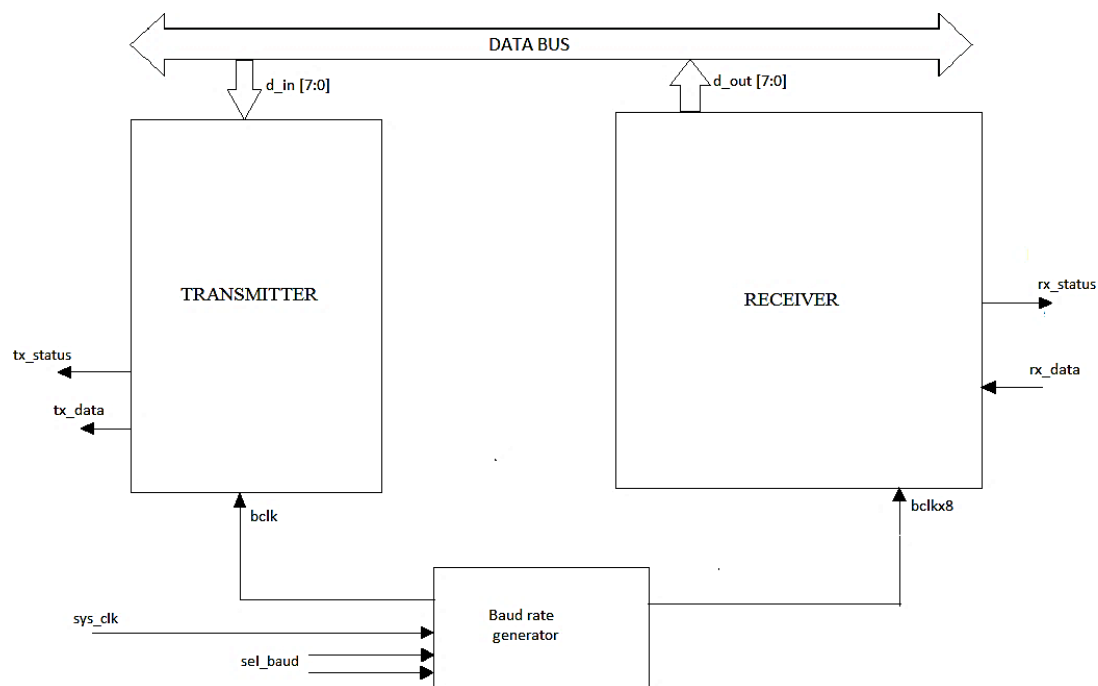 DATA BUS
d_in [7:0]
d_out [7:0]
TRANSMITTER
RECEIVER
rx_status
tx_status
rx_data
tx_data
bclk
bclkx8
Baud rate
generator
sys_clk
sel_baud